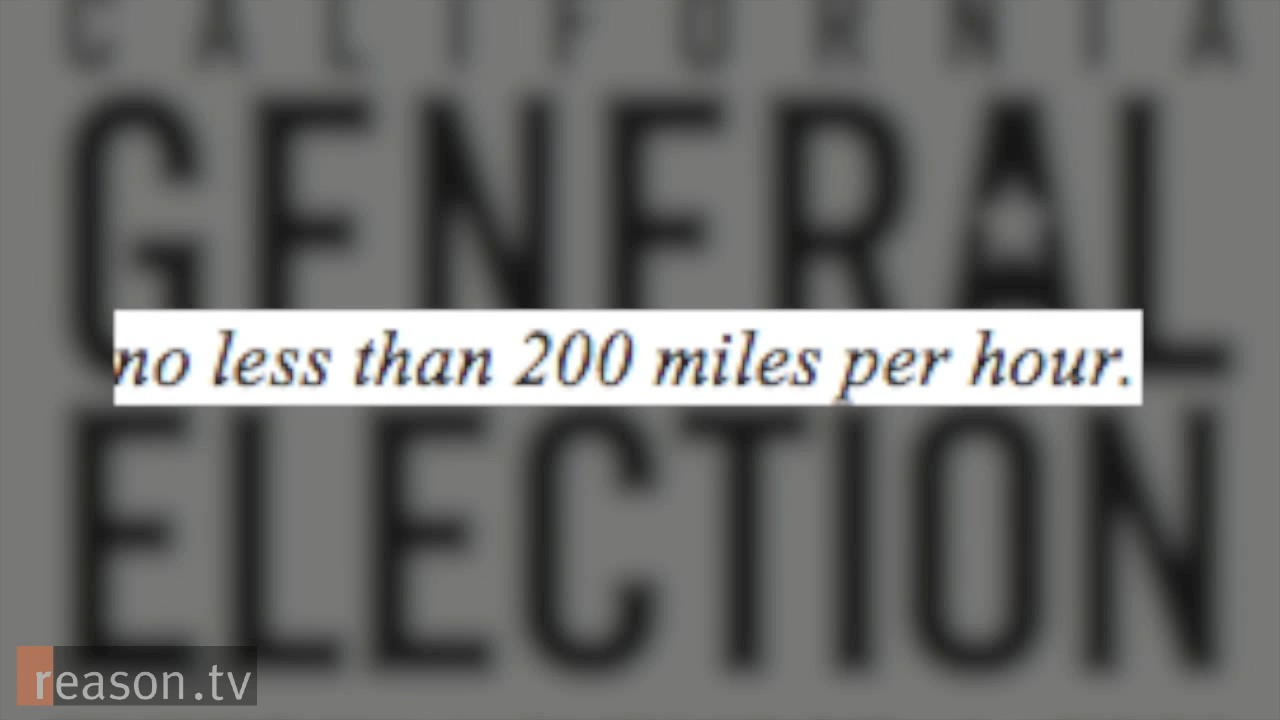 CALIFORNIA
GENERAL
no less than 200 miles per hour.
ELECTION
reason.tv